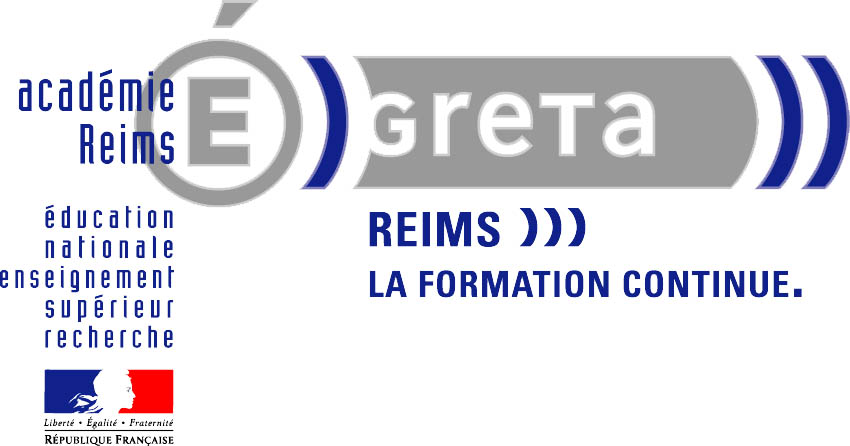 académie
Reims
É
GreTa
REIMS )))
LA FORMATION CONTINUE.
éducation
nationale
enseignement
supérieur
recherche
Liberté • Égalité • Fraternité
RÉPUBLIQUE FRANÇAISE